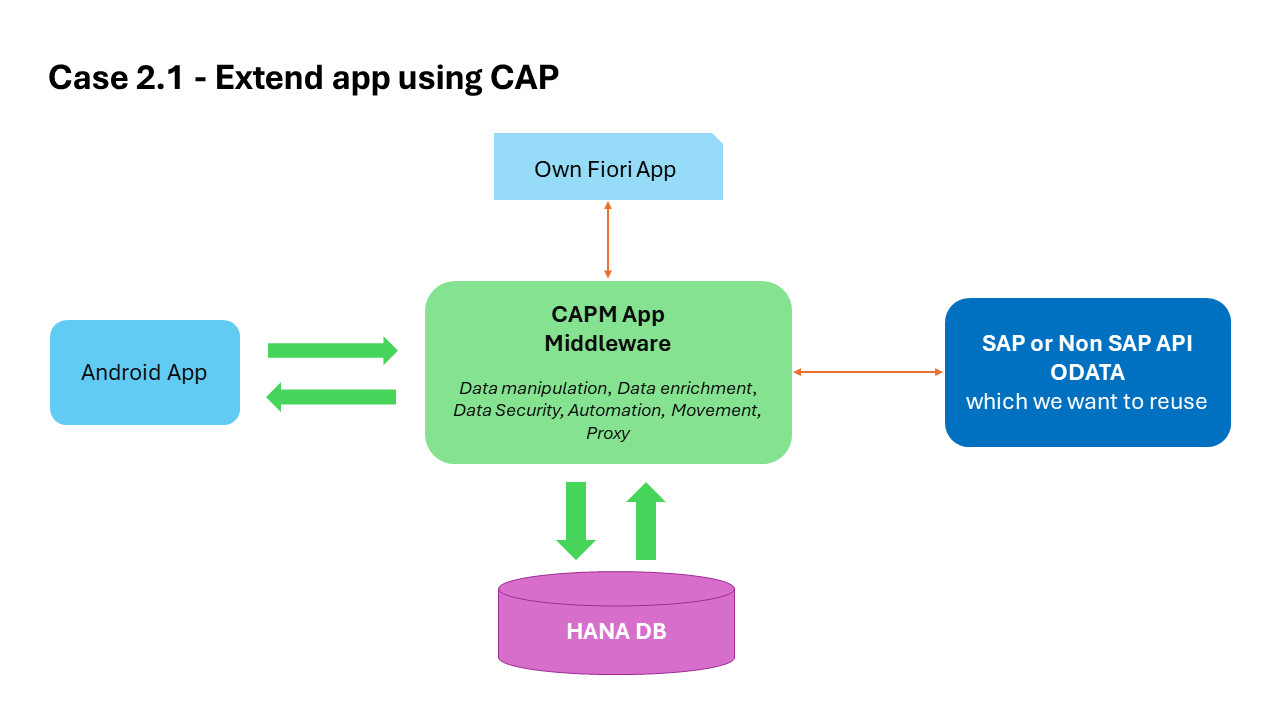 Case 2.1 - Extend app using CAP
Own Fiori App
CAPM App
Middleware
Data manipulation, Data enrichment,
Data Security, Automation, Movement,
Proxy
Android App
SAP or Non SAP API
ODATA
which we want to reuse
HANA DB